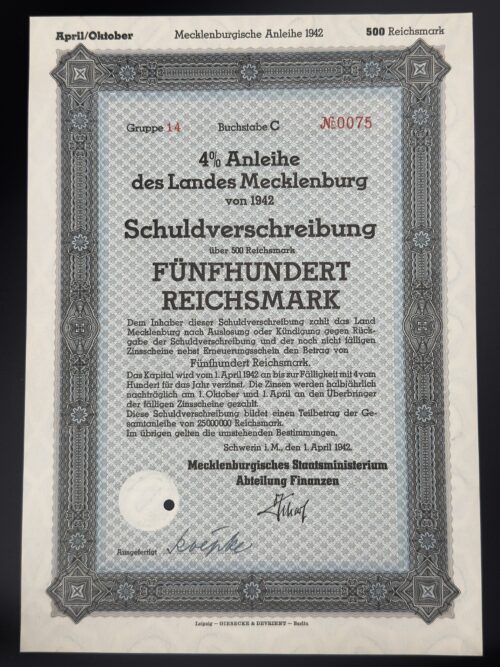 April/Oktober Mecklenburgische Anleihe 1942 500 Reichsmark
Gruppe 14 Buchstabe C № 0075
4% Anleihe
des Landes Mecklenburg
von 1942
Schuldverschreibung
über 500 Reichsmark
FÜNFHUNDERT
REICHSMARK
Dem Inhaber dieser Schuldverschreibung zahlt das Land
Mecklenburg nach Auslosung oder Kündigung gegen Rück-
gabe der Schuldverschreibung und der noch nicht fälligen
Zinsscheine nebst Erneuerungsschein den Betrag von
Fünfhundert Reichsmark.
Das Kapital wird vom 1. April 1942 an bis zur Fälligkeit mit 4 vom
Hundert für das Jahr verzinst. Die Zinsen werden halbjährlich
nachträglich am 1. Oktober und 1. April an den Überbringer
der fälligen Zinsscheine gezahlt.
Diese Schuldverschreibung bildet einen Teilbetrag der Ge-
samtanleihe von 25000000 Reichsmark.
Im übrigen gelten die umstehenden Bestimmungen.
Schwerin i. M., den 1. April 1942.
Mecklenburgisches Staatsministerium
Abteilung Finanzen
Ausgefertigt
Leipzig — GIESECKE & DEVRIENT — Berlin